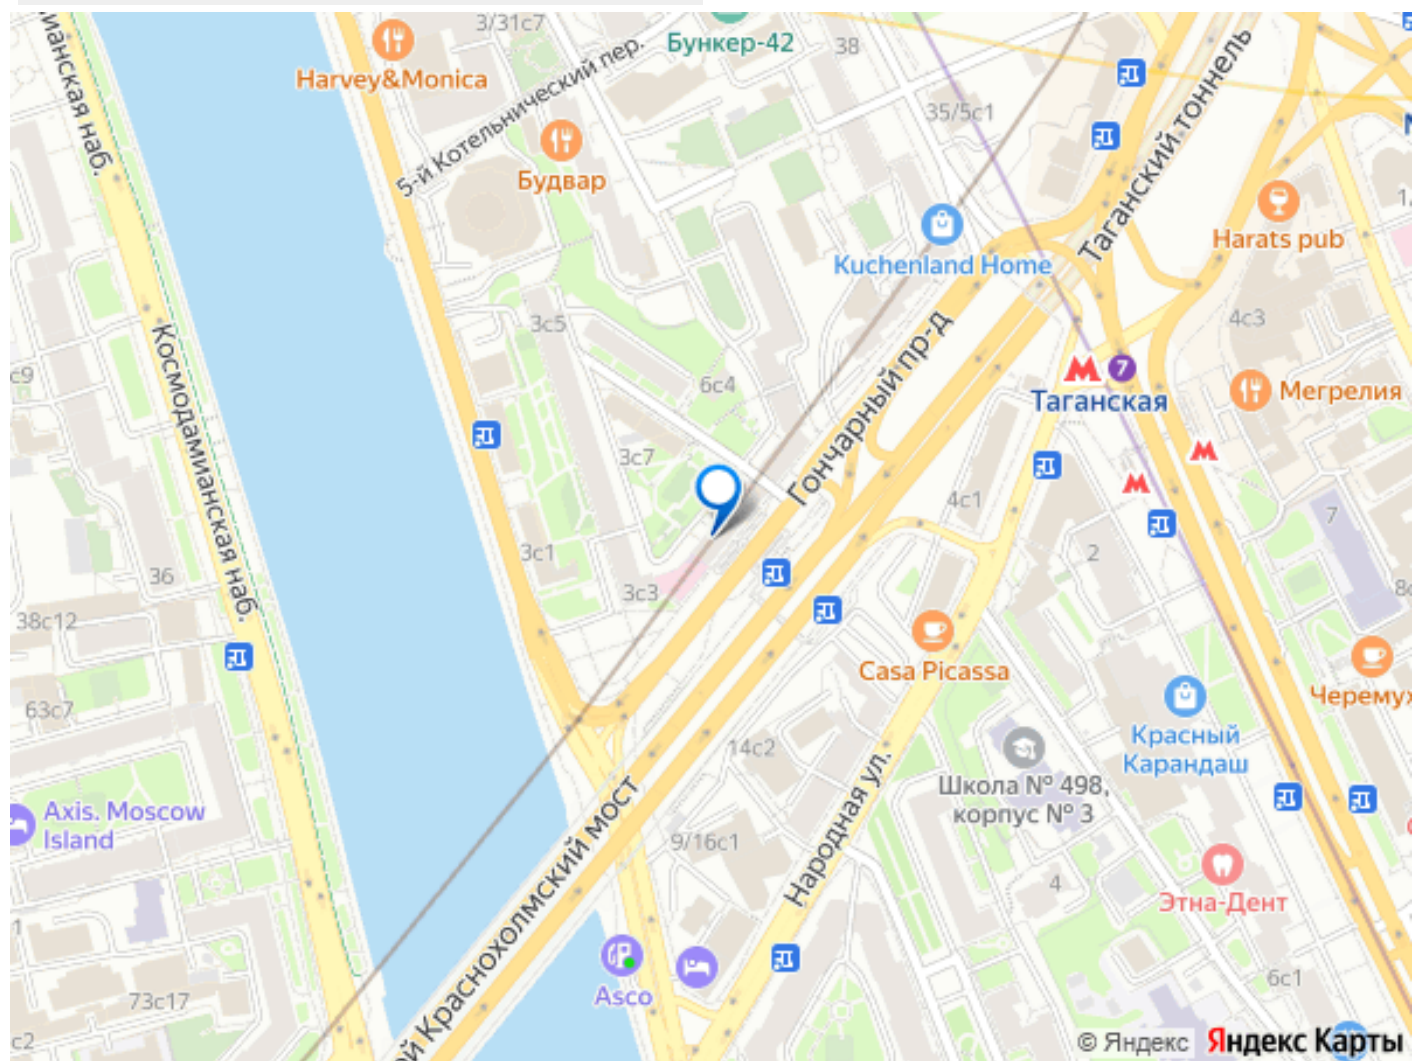 3/31с7
Бункер-42
38
Harvey&Monica
5-й Котельнический пер.
35/5с1
Таганский тоннель
Будвар
Harats pub
Kuchenland Home
3с5
4с3
Космодамианская наб.
6с4
Гончарный пр-д
7
Таганская
Мегрелия
3с7
4с1
7
3с1
2
36
3с3
38с12
Casa Picassa
63с7
14с2
Красный
Карандаш
Школа № 498,
корпус № 3
Axis. Moscow
Island
9/16с1
Народная ул.
4
Этна-Дент
Краснохолмский мост
Asco
73с17
6с1
© Яндекс Яндекс Карты